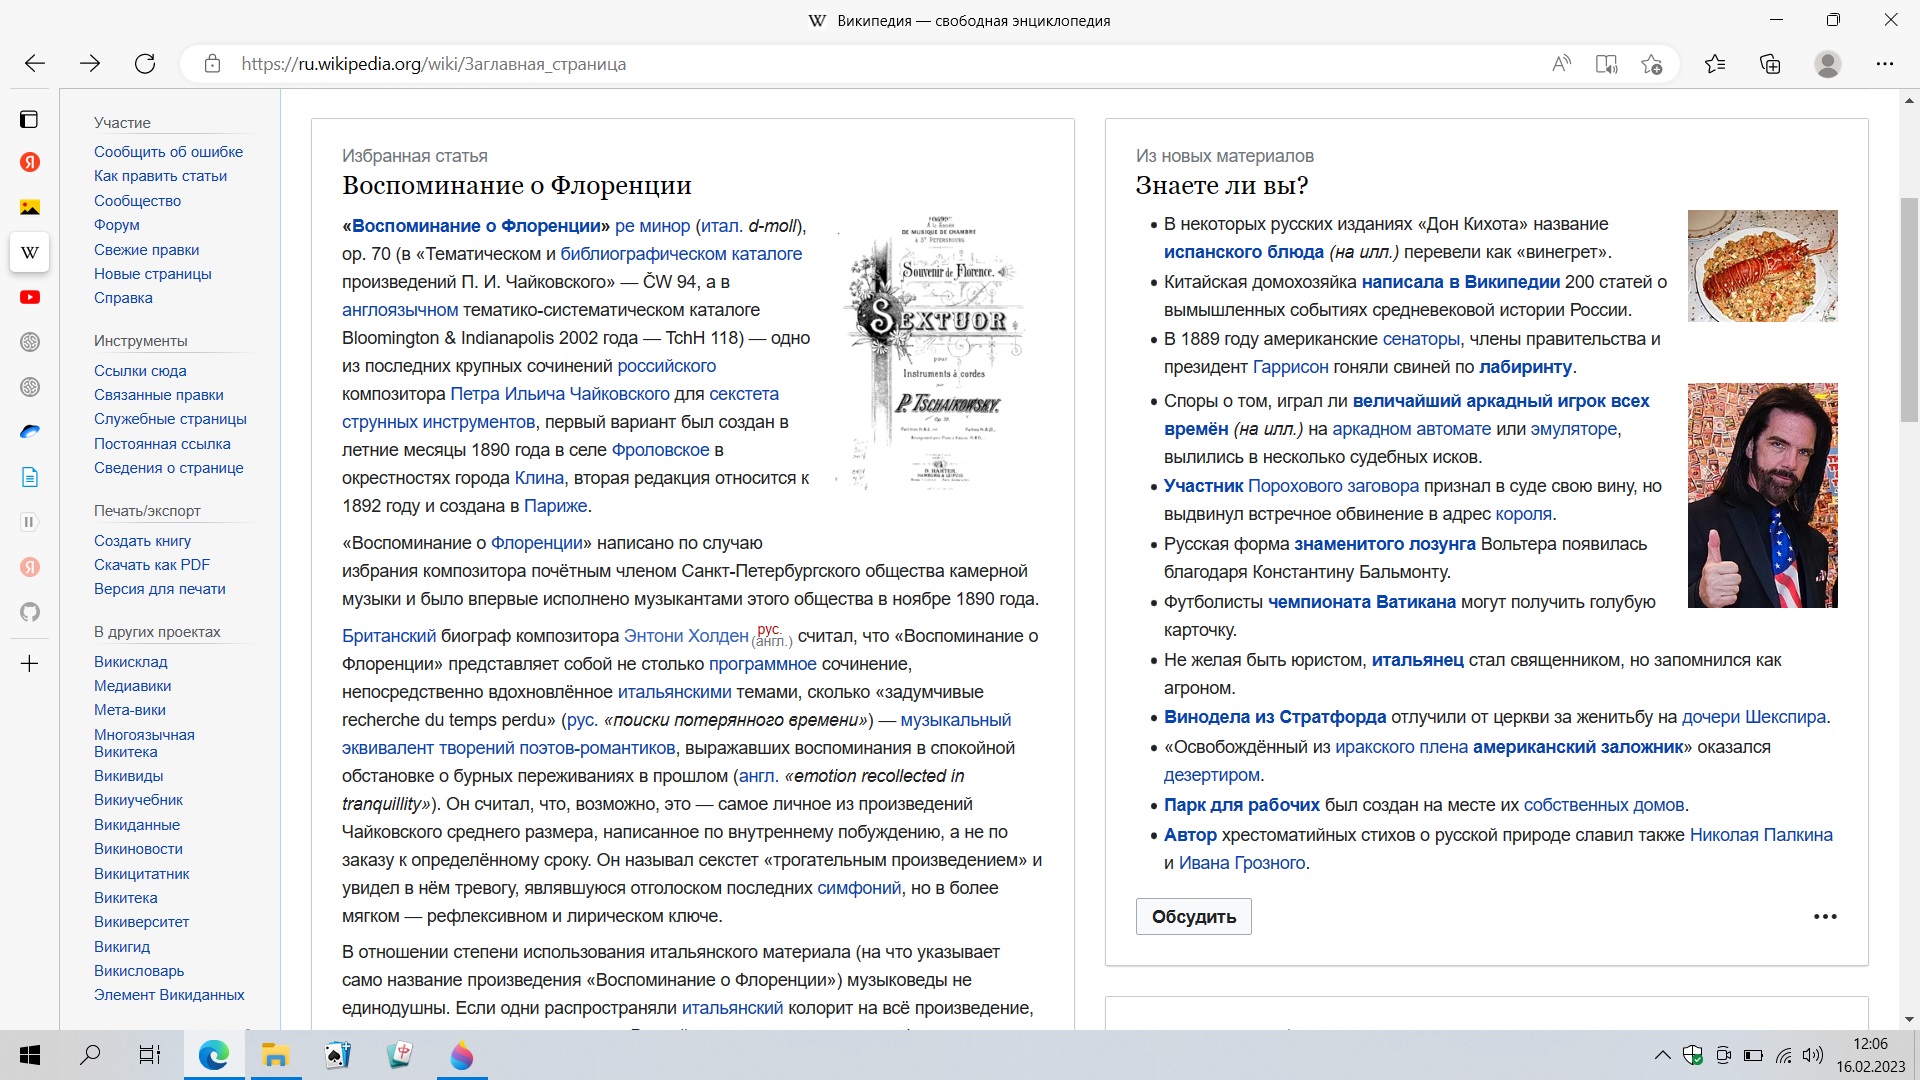 Википедия — свободная энциклопедия
https://ru.wikipedia.org/wiki/Заглавная_страница
Участие
Сообщить об ошибке
Как править статьи
Сообщество
Форум
Свежие правки
Новые страницы
Справка
Инструменты
Ссылки сюда
Связанные правки
Служебные страницы
Постоянная ссылка
Сведения о странице
Печать/экспорт
Создать книгу
Скачать как PDF
Версия для печати
В других проектах
Викисклад
Медиавики
Мета-вики
Многоязычная
Викитека
Викивиды
Викиучебник
Викиданные
Викиновости
Викицитатник
Викитека
Викиверситет
Викигид
Викисловарь
Элемент Викиданных
Избранная статья
Воспоминание о Флоренции
«Воспоминание о Флоренции» ре минор (итал. d-moll),
ор. 70 (в «Тематическом и библиографическом каталоге
произведений П. И. Чайковского» — ČW 94, а в
англоязычном тематико-систематическом каталоге
Bloomington & Indianapolis 2002 года — TchH 118) — одно
из последних крупных сочинений российского
композитора Петра Ильича Чайковского для секстета
струнных инструментов, первый вариант был создан в
летние месяцы 1890 года в селе Фроловское в
окрестностях города Клина, вторая редакция относится к
1892 году и создана в Париже.
DE MUSIQUE DE CHAMBRE
à St PÉTERSBOURG
Souvenir de Florence.
SEXTUOR
pour
Instruments à cordes
par
P. TSCHAIKOWSKY.
«Воспоминание о Флоренции» написано по случаю
избрания композитора почётным членом Санкт-Петербургского общества камерной
музыки и было впервые исполнено музыкантами этого общества в ноябре 1890 года.
Британский биограф композитора Энтони Холден рус. (англ.) считал, что «Воспоминание о
Флоренции» представляет собой не столько программное сочинение,
непосредственно вдохновлённое итальянскими темами, сколько «задумчивые
recherche du temps perdu» (рус. «поиски потерянного времени») — музыкальный
эквивалент творений поэтов-романтиков, выражавших воспоминания в спокойной
обстановке о бурных переживаниях в прошлом (англ. «emotion recollected in
tranquillity»). Он считал, что, возможно, это — самое личное из произведений
Чайковского среднего размера, написанное по внутреннему побуждению, а не по
заказу к определённому сроку. Он называл секстет «трогательным произведением» и
увидел в нём тревогу, являвшуюся отголоском последних симфоний, но в более
мягком — рефлексивном и лирическом ключе.
В отношении степени использования итальянского материала (на что указывает
само название произведения «Воспоминание о Флоренции») музыковеды не
единодушны. Если одни распространяли итальянский колорит на всё произведение,
Из новых материалов
Знаете ли вы?
В некоторых русских изданиях «Дон Кихота» название
испанского блюда (на илл.) перевели как «винегрет».
Китайская домохозяйка написала в Википедии 200 статей о
вымышленных событиях средневековой истории России.
В 1889 году американские сенаторы, члены правительства и
президент Гаррисон гоняли свиней по лабиринту.
Споры о том, играл ли величайший аркадный игрок всех
времён (на илл.) на аркадном автомате или эмуляторе,
вылились в несколько судебных исков.
Участник Порохового заговора признал в суде свою вину, но
выдвинул встречное обвинение в адрес короля.
Русская форма знаменитого лозунга Вольтера появилась
благодаря Константину Бальмонту.
Футболисты чемпионата Ватикана могут получить голубую
карточку.
Не желая быть юристом, итальянец стал священником, но запомнился как
агроном.
Винодела из Стратфорда отлучили от церкви за женитьбу на дочери Шекспира.
«Освобождённый из иракского плена американский заложник» оказался
дезертиром.
Парк для рабочих был создан на месте их собственных домов.
Автор хрестоматийных стихов о русской природе славил также Николая Палкина
и Ивана Грозного.
Обсудить
12:06
16.02.2023